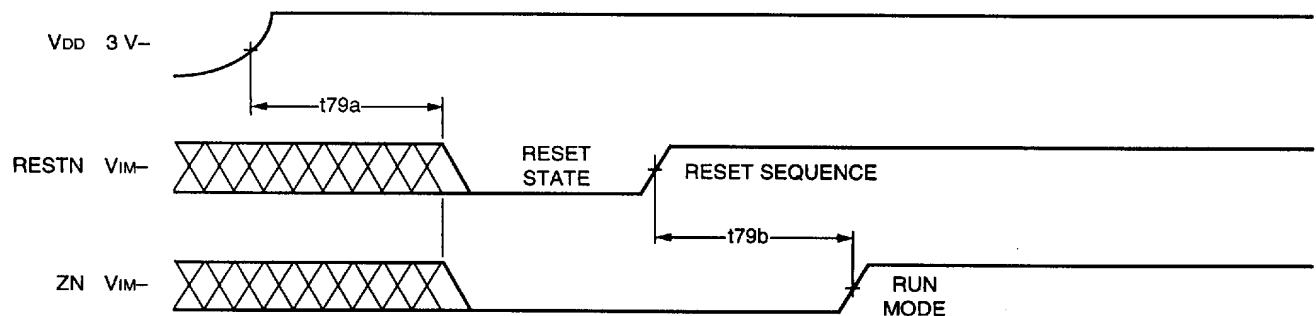 VDD 3 V–
t79a
RESTN VIM–
RESET
STATE
RESET SEQUENCE
t79b
ZN VIM–
RUN
MODE